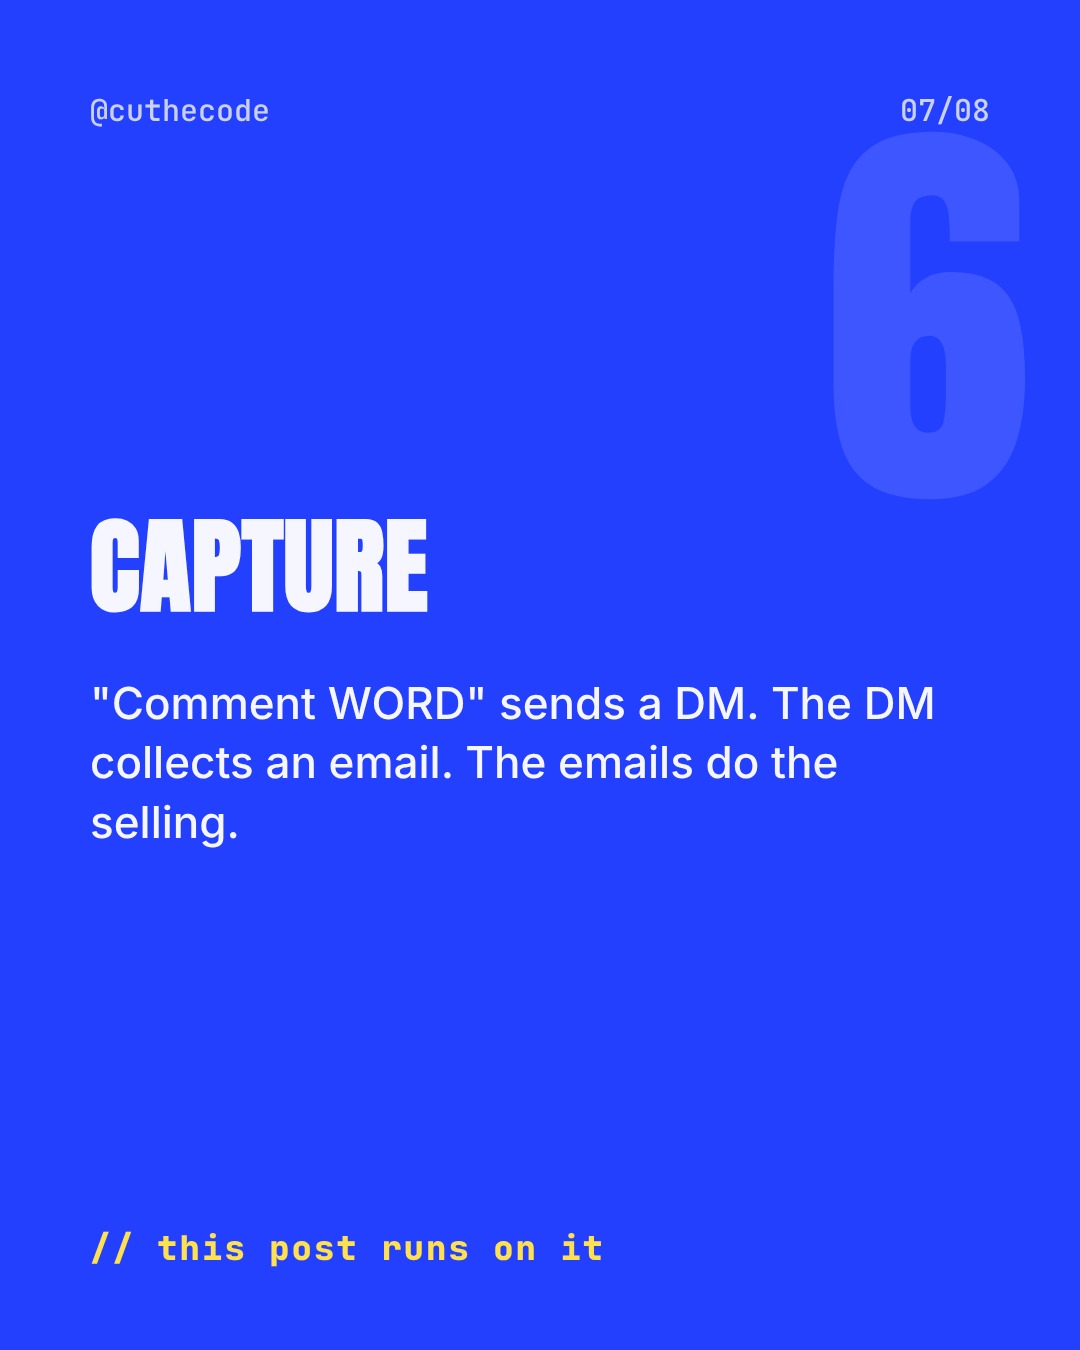 @cuthecode
07/08
6
CAPTURE
"Comment WORD" sends a DM. The DM
collects an email. The emails do the
selling.
// this post runs on it